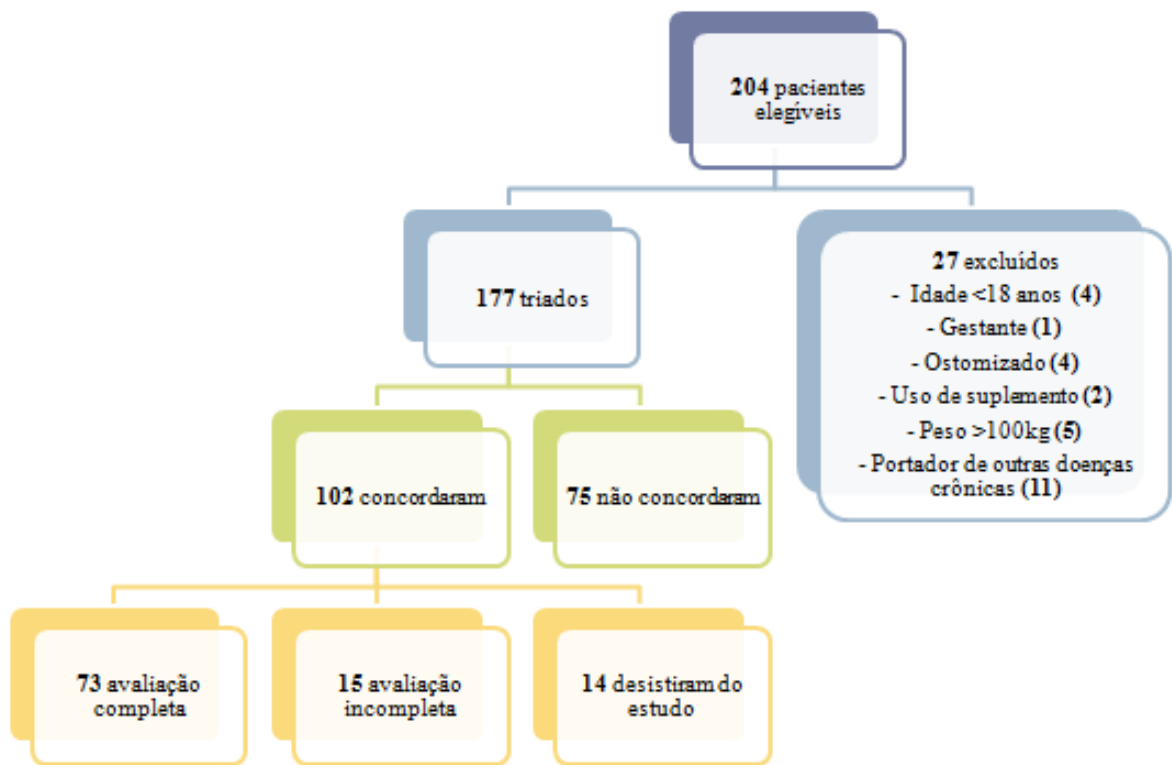 204 pacientes
elegíveis
177 triados
27 excluídos
- Idade <18 anos (4)
- Gestante (1)
- Ostomizado (4)
- Uso de suplemento (2)
- Peso >100kg (5)
- Portador de outras doenças
crônicas (11)
102 concordaram
75 não concordaram
73 avaliação
completa
15 avaliação
incompleta
14 desistiram do
estudo